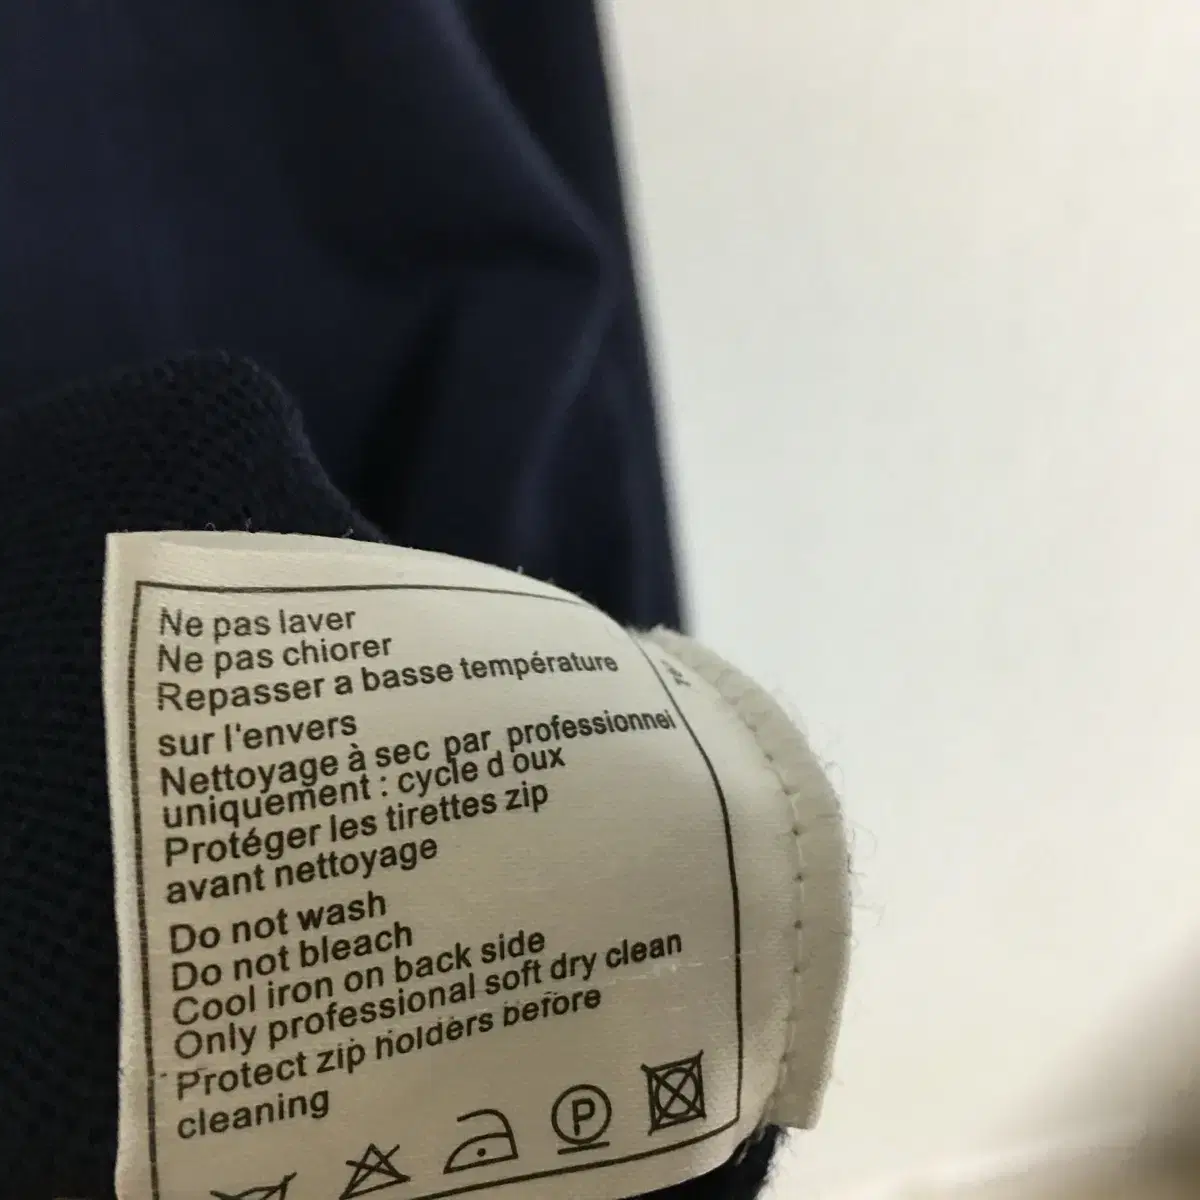 Ne pas laver
Ne pas chiorer
Repasser a basse température
sur l'envers
Nettoyage à sec par professionnel
uniquement : cycle d oux
Protéger les tirettes zip
avant nettoyage
Do not wash
Do not bleach
Cool iron on back side
Only professional soft dry clean
Protect zip holders before
cleaning
P